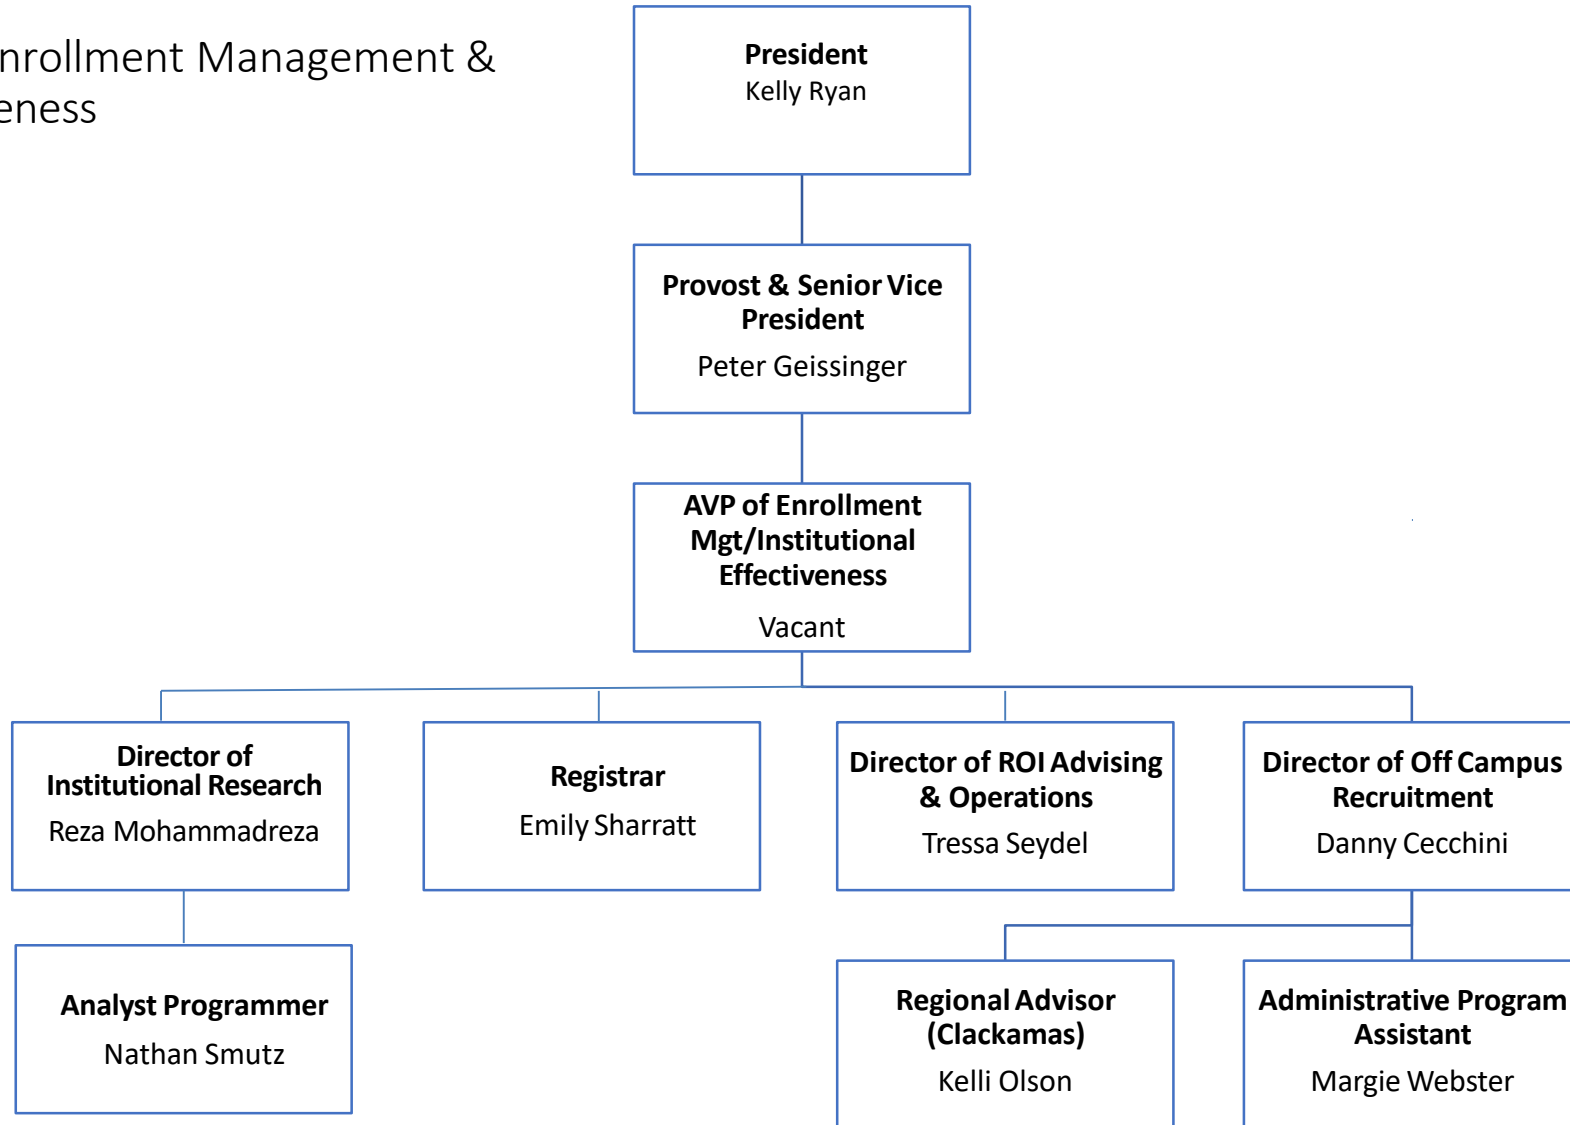 nrollment Management &
eness
President
Kelly Ryan
Provost & Senior Vice
President
Peter Geissinger
AVP of Enrollment
Mgt/Institutional
Effectiveness
Vacant
Director of
Institutional Research
Reza Mohammadreza
Registrar
Emily Sharratt
Director of ROI Advising
& Operations
Tressa Seydel
Director of Off Campus
Recruitment
Danny Cecchini
Analyst Programmer
Nathan Smutz
Regional Advisor
(Clackamas)
Kelli Olson
Administrative Program
Assistant
Margie Webster